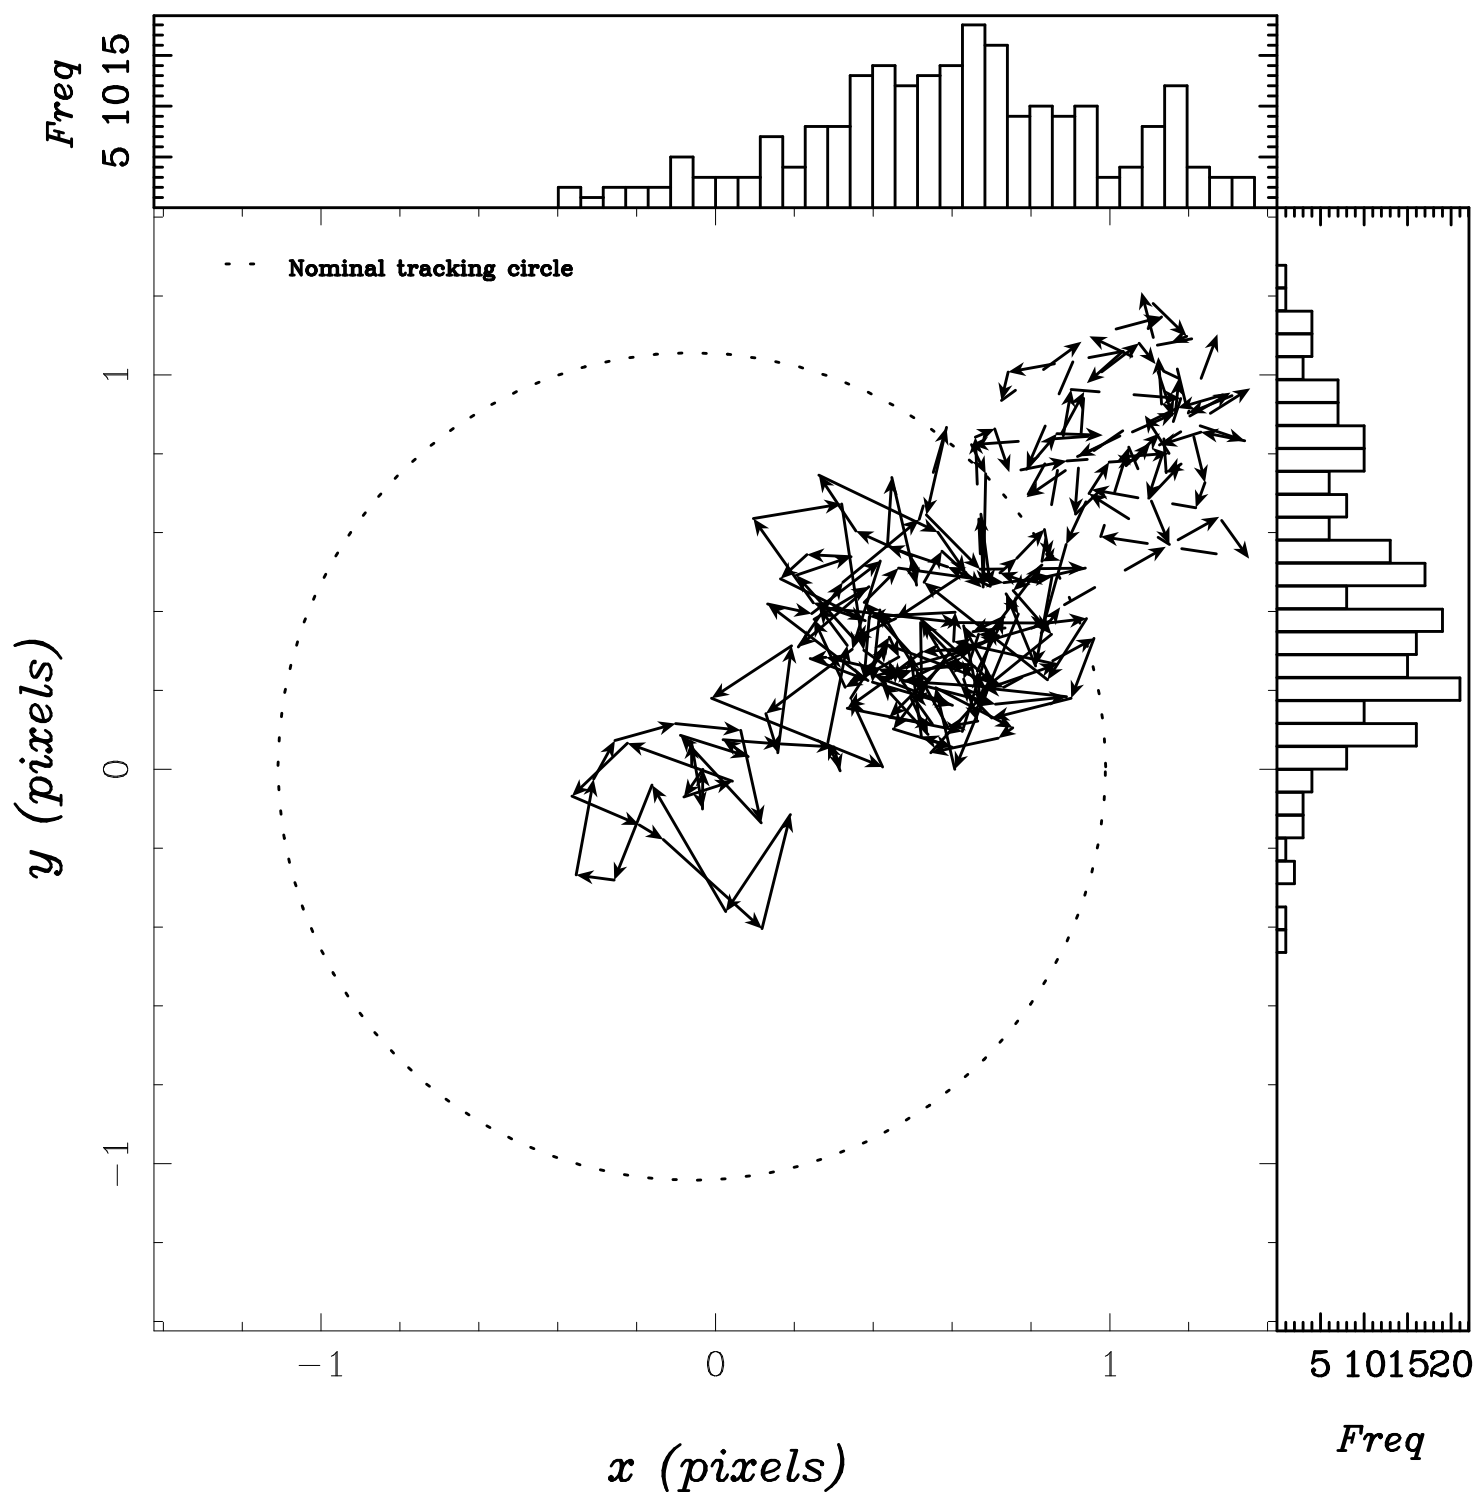 Freq
5 10 15
Nominal tracking circle
1
0
−1
y (pixels)
−1 0 1
5 10 15 20
Freq
x (pixels)